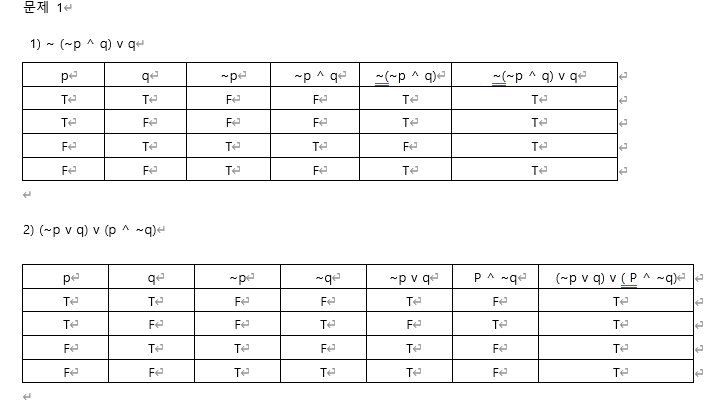 문제 1
1) ~ (~p ^ q) v q
p q ~p ~p ^ q ~(~p ^ q) ~(~p ^ q) v q
T T F F T T
T F F F T T
F T T T F T
F F T F T T
2) (~p v q) v (p ^ ~q)
p q ~p ~q ~p v q P ^ ~q (~p v q) v ( P ^ ~q)
T T F F T F T
T F F T F T T
F T T F T F T
F F T T T F T